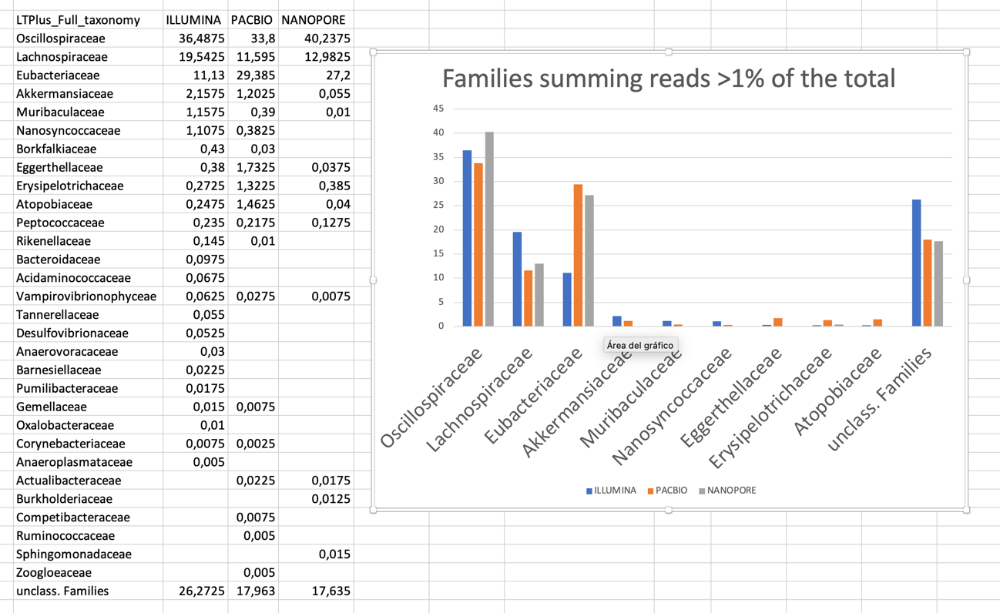 LTPlus_Full_taxonomy ILLUMINA PACBIO NANOPORE
Oscillospiraceae 36,4875 33,8 40,2375
Lachnospiraceae 19,5425 11,595 12,9825
Eubacteriaceae 11,13 29,385 27,2
Akkermansiaceae 2,1575 1,2025 0,055
Muribaculaceae 1,1575 0,39 0,01
Nanosyncoccaceae 1,1075 0,3825
Borkfalkiaceae 0,43 0,03
Eggerthellaceae 0,38 1,7325 0,0375
Erysipelotrichaceae 0,2725 1,3225 0,385
Atopobiaceae 0,2475 1,4625 0,04
Peptococcaceae 0,235 0,2175 0,1275
Rikenellaceae 0,145 0,01
Bacteroidaceae 0,0975
Acidaminococcaceae 0,0675
Vampirovibrionophyceae 0,0625 0,0275 0,0075
Tannerellaceae 0,055
Desulfovibrionaceae 0,0525
Anaerovoracaceae 0,03
Barnesiellaceae 0,0225
Pumilibacteraceae 0,0175
Gemellaceae 0,015 0,0075
Oxalobacteraceae 0,01
Corynebacteriaceae 0,0075 0,0025
Anaeroplasmataceae 0,005
Actualibacteraceae 0,0225 0,0175
Burkholderiaceae 0,0125
Competibacteraceae 0,0075
Ruminococcaceae 0,005
Sphingomonadaceae 0,015
Zoogloeaceae 0,005
unclass. Families 26,2725 17,963 17,635
Families summing reads >1% of the total
45
40
35
30
25
20
15
10
5
0
Área del gráfico
Oscillospiraceae
Lachnospiraceae
Eubacteriaceae
Akkermansiaceae
Muribaculaceae
Nanosyncoccaceae
Eggerthellaceae
Erysipelotrichaceae
Atopobiaceae
unclass. Families
ILLUMINA PACBIO NANOPORE